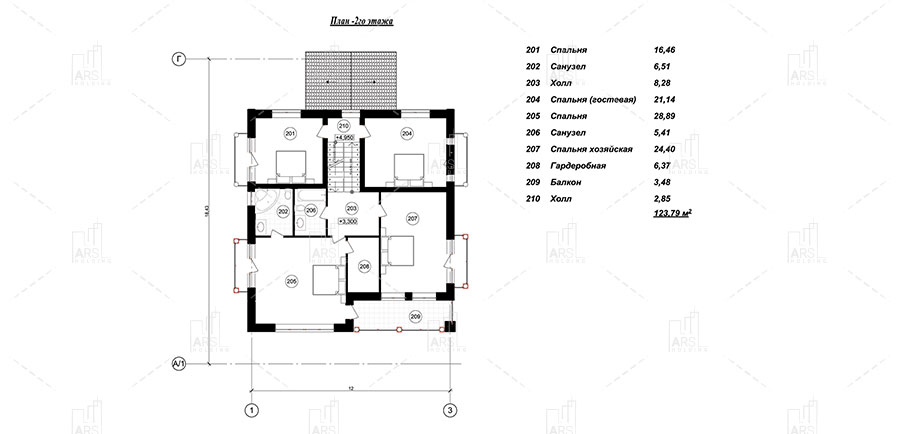 План -2го этажа
201 Спальня 16,46
202 Санузел 6,51
203 Холл 8,28
204 Спальня (гостевая) 21,14
205 Спальня 28,89
206 Санузел 5,41
207 Спальня хозяйская 24,40
208 Гардеробная 6,37
209 Балкон 3,48
210 Холл 2,85
123,79 м²
Г
210
+4,950
201
204
18,43
202
206
203
+3,300
207
205
208
209
А/1
12
1
3
ARS
HOLDING